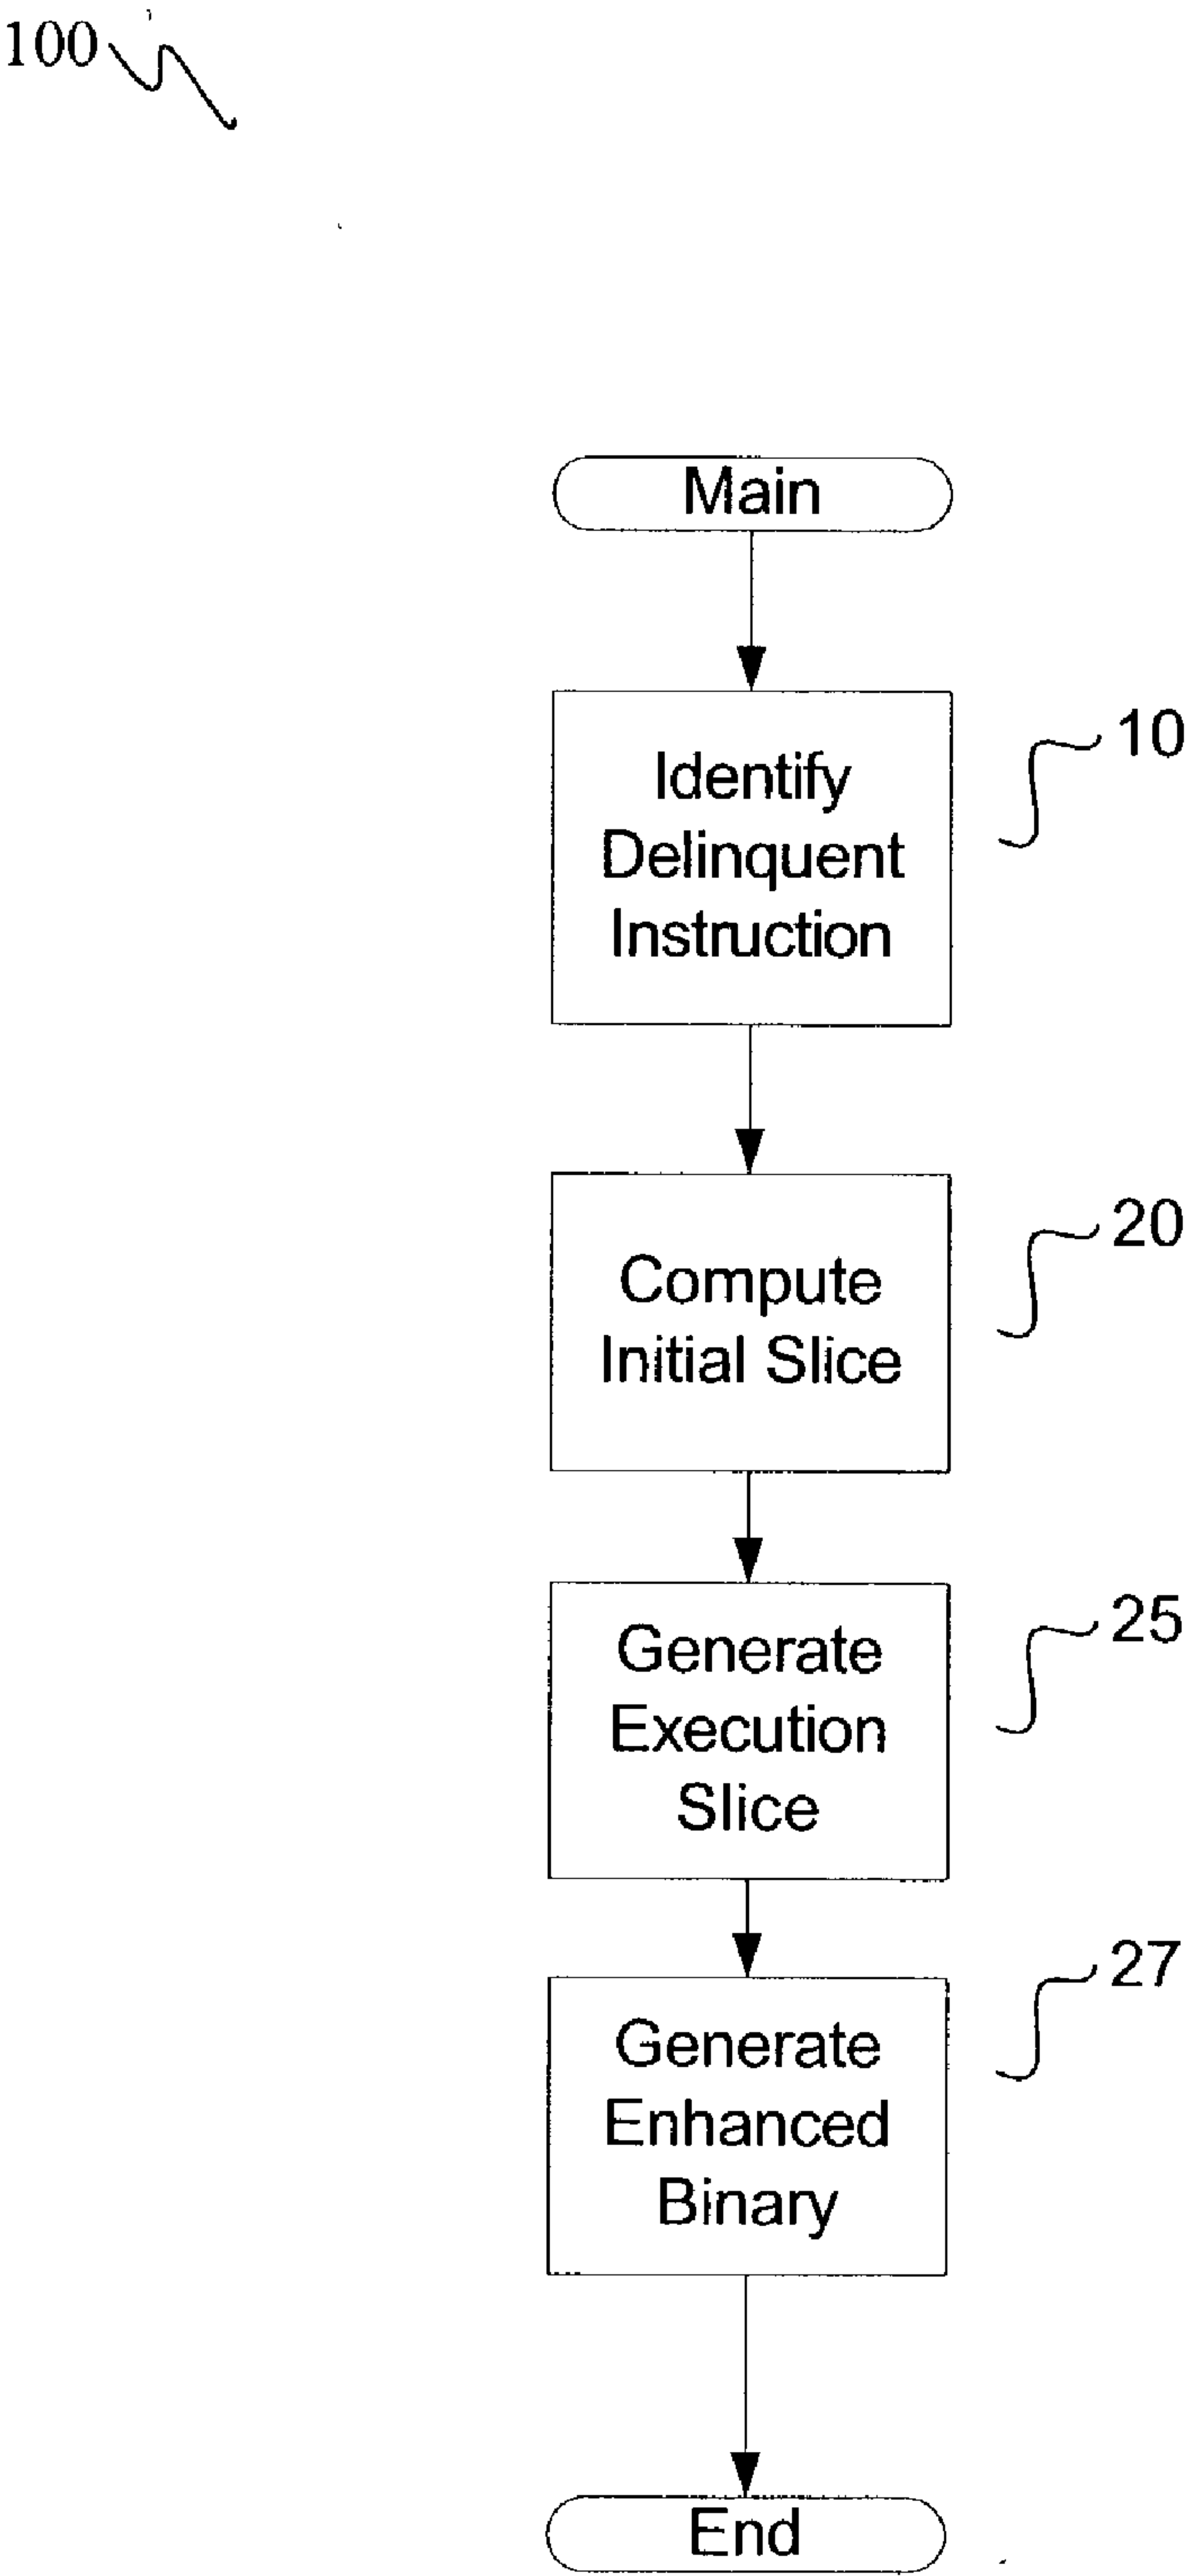 100
Main
Identify
Delinquent
Instruction
10
Compute
Initial Slice
20
Generate
Execution
Slice
25
Generate
Enhanced
Binary
27
End